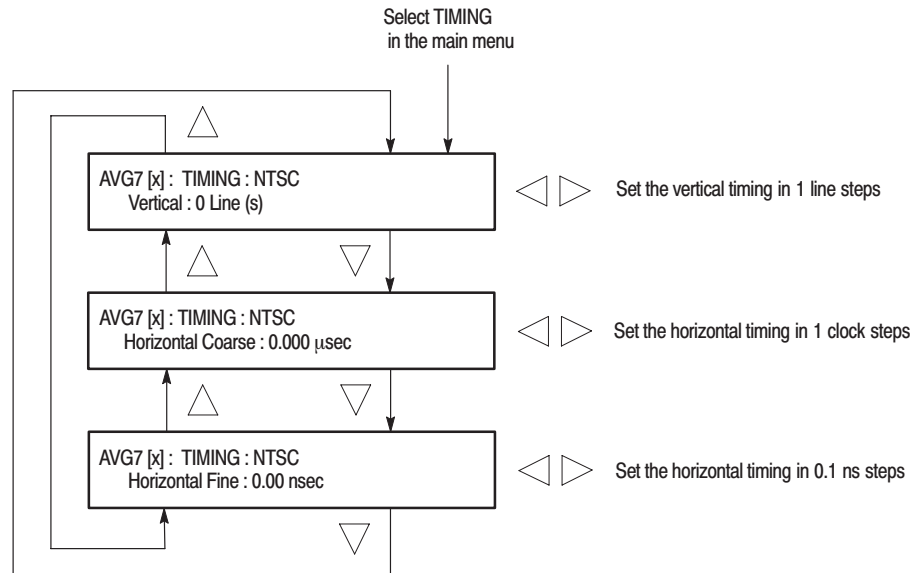 Select TIMING
in the main menu
AVG7 [x] : TIMING : NTSC
Vertical : 0 Line (s)
Set the vertical timing in 1 line steps
AVG7 [x] : TIMING : NTSC
Horizontal Coarse : 0.000 μsec
Set the horizontal timing in 1 clock steps
AVG7 [x] : TIMING : NTSC
Horizontal Fine : 0.00 nsec
Set the horizontal timing in 0.1 ns steps